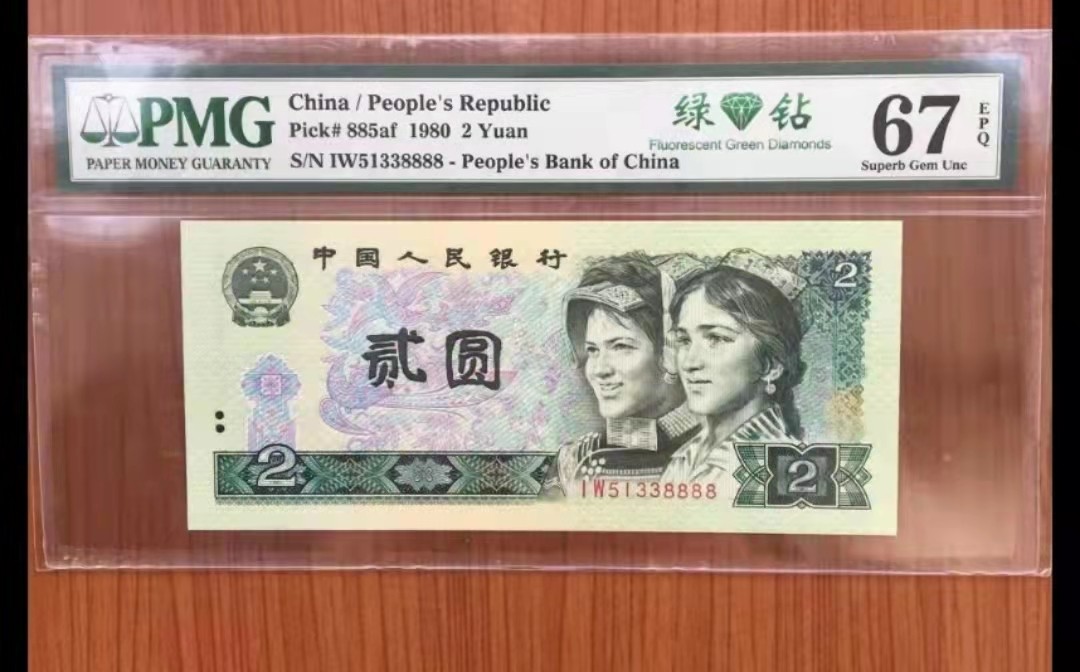 PMG
PAPER MONEY GUARANTY
China / People's Republic
Pick# 885af 1980 2 Yuan
S/N IW51338888 - People's Bank of China
绿 钻
Fluorescent Green Diamonds
67
EPQ
Superb Gem Unc
中国人民银行
2
贰圆
2
IW51338888
2